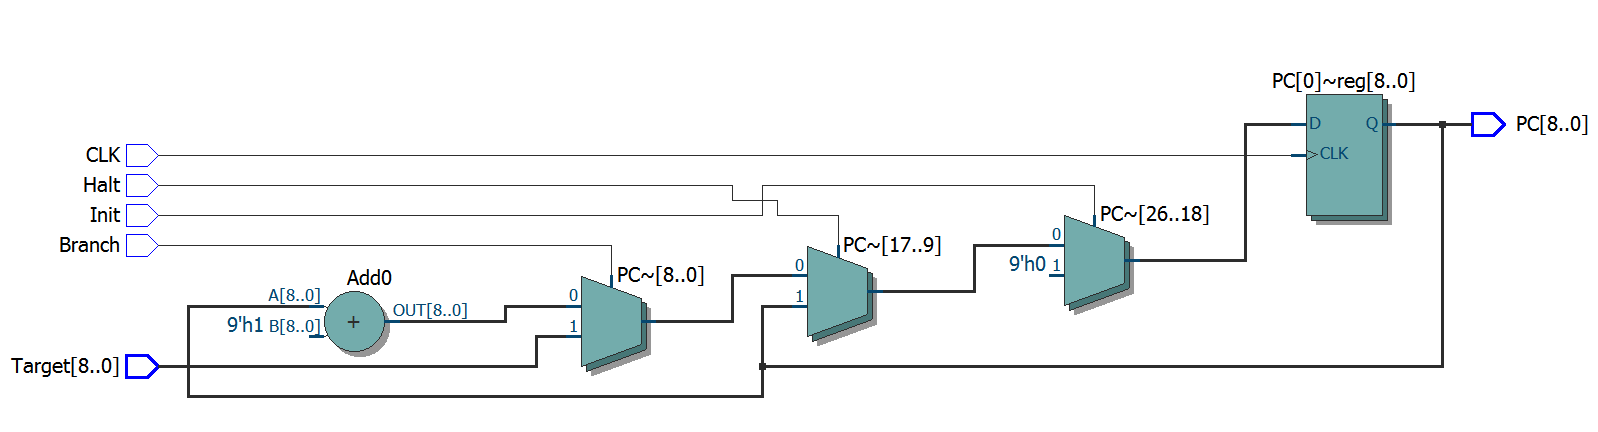 PC[0]~reg[8..0]
D
Q
PC[8..0]
CLK
CLK
Halt
Init
PC~[26..18]
Branch
0
PC~[17..9]
9'h0
1
Add0
PC~[8..0]
0
A[8..0]
0
1
OUT[8..0]
+
9'h1
B[8..0]
1
Target[8..0]